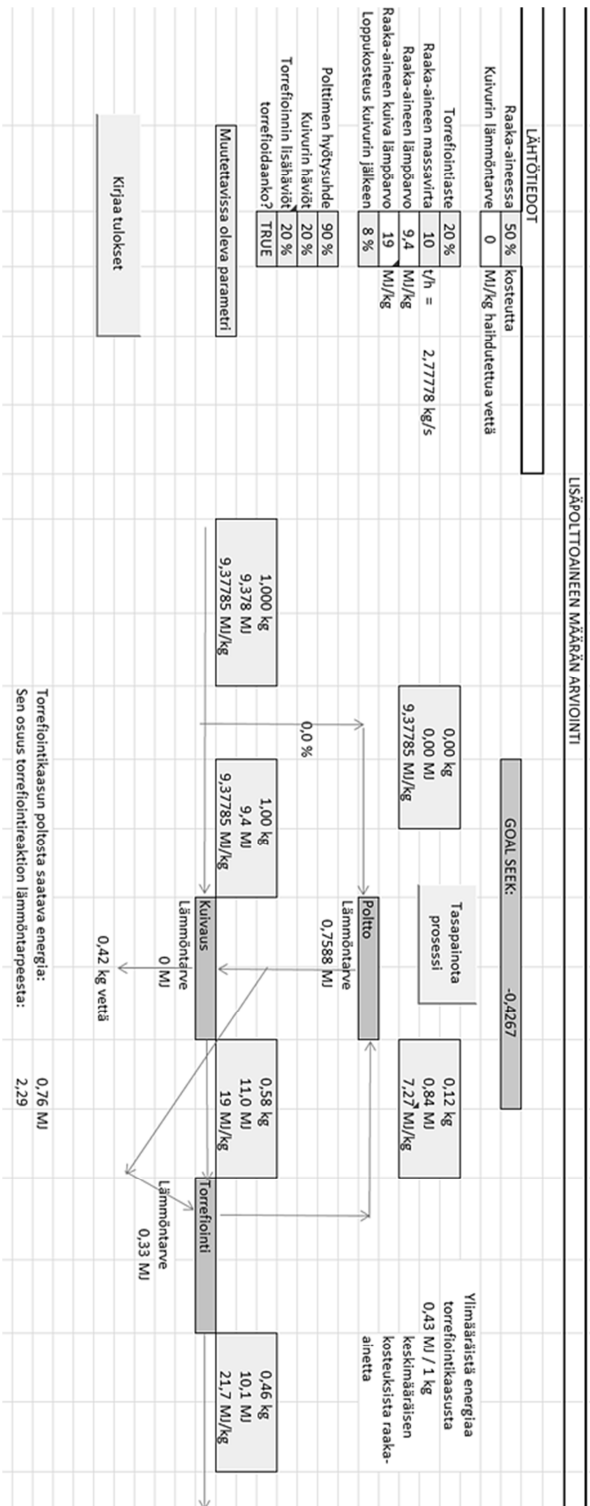 LISÄPOLTTOAINEEN MÄÄRÄN ARVIOINTI
LÄHTÖTIEDOT
Raaka-aineessa 50 % kosteutta
Kuivurin lämmöntarve 0 MJ/kg haihdutettua vettä
Torrefiointiaste 20 %
Raaka-aineen massavirta 10 t/h = 2,77778 kg/s
Raaka-aineen lämpöarvo 9,4 MJ/kg
Raaka-aineen kuiva lämpöarvo 19 MJ/kg
Loppukosteus kuivurin jälkeen 8 %
Polttimen hyötysuhde 90 %
Kuivurin häviöt 20 %
Torrefioinnin lisähäviöt 20 %
torrefioidaanko? TRUE
Muutettavissa oleva parametri
Kirjaa tulokset
GOAL SEEK: -0,4267
Tasapainota
prosessi
0,00 kg
0,00 MJ
9,37785 MJ/kg
0,12 kg
0,84 MJ
7,27 MJ/kg
Ylimääräistä energiaa
torrefiointikaasusta
0,43 MJ / 1 kg
keskimääräisen
kosteuksista raaka-
ainetta
Poltto
Lämmöntarve
0,7588 MJ
0,0 %
1,000 kg
9,378 MJ
9,37785 MJ/kg
1,00 kg
9,4 MJ
9,37785 MJ/kg
0,58 kg
11,0 MJ
19 MJ/kg
0,46 kg
10,1 MJ
21,7 MJ/kg
Kuivaus
Lämmöntarve
0 MJ
Torrefiointi
Lämmöntarve
0,33 MJ
0,42 kg vettä
Torrefiointikaasun poltosta saatava energia: 0,76 MJ
Sen osuus torrefiointireaktion lämmöntarpeesta: 2,29